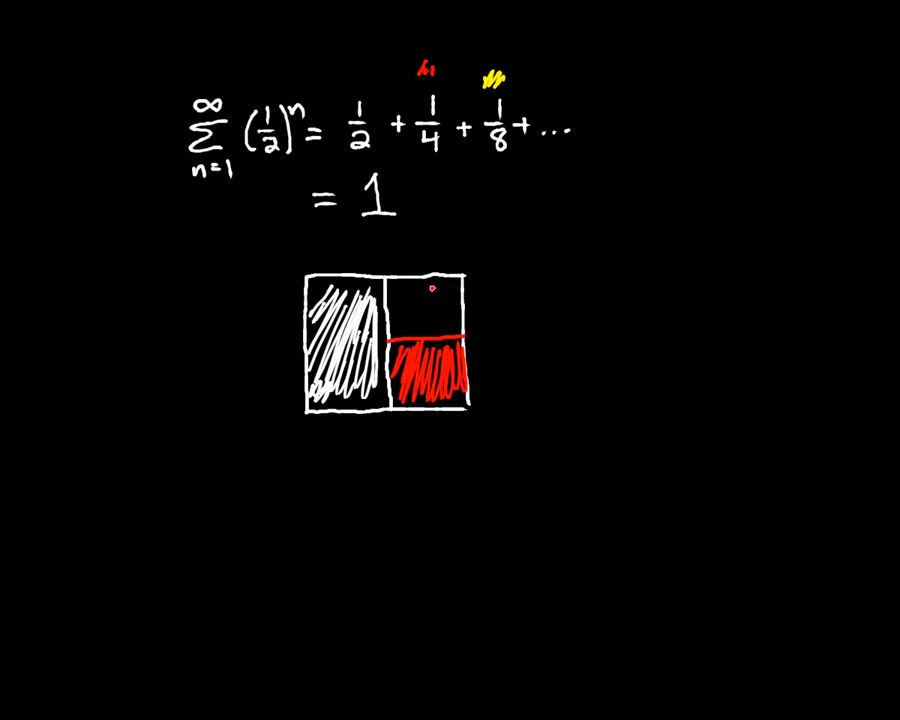 ∑_{n=1}^{∞} (1/2)^n = 1/2 + 1/4 + 1/8 + ...
= 1